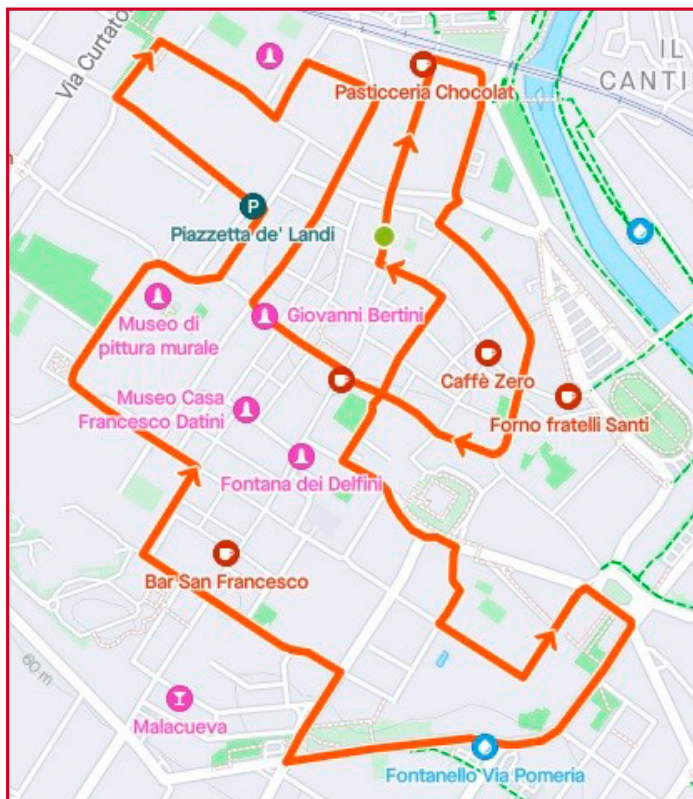 Via Curtato
IL
CANTI
Pasticceria Chocolat
P
Piazzetta de' Landi
Museo di
pittura murale
Giovanni Bertini
Caffè Zero
Museo Casa
Francesco Datini
Forno fratelli Santi
Fontana dei Delfini
Bar San Francesco
60 m
Malacueva
Fontanello Via Pomeria